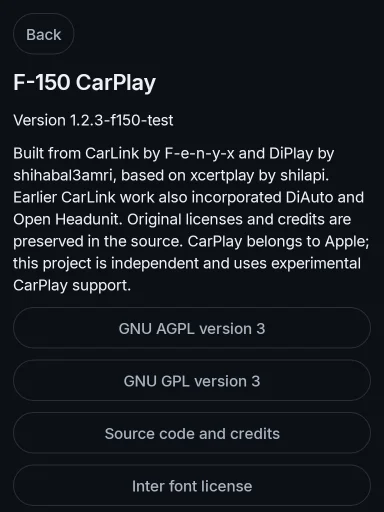 Back
F-150 CarPlay
Version 1.2.3-f150-test
Built from CarLink by F-e-n-y-x and DiPlay by
shihabal3amri, based on xcertplay by shilapi.
Earlier CarLink work also incorporated DiAuto and
Open Headunit. Original licenses and credits are
preserved in the source. CarPlay belongs to Apple;
this project is independent and uses experimental
CarPlay support.
GNU AGPL version 3
GNU GPL version 3
Source code and credits
Inter font license